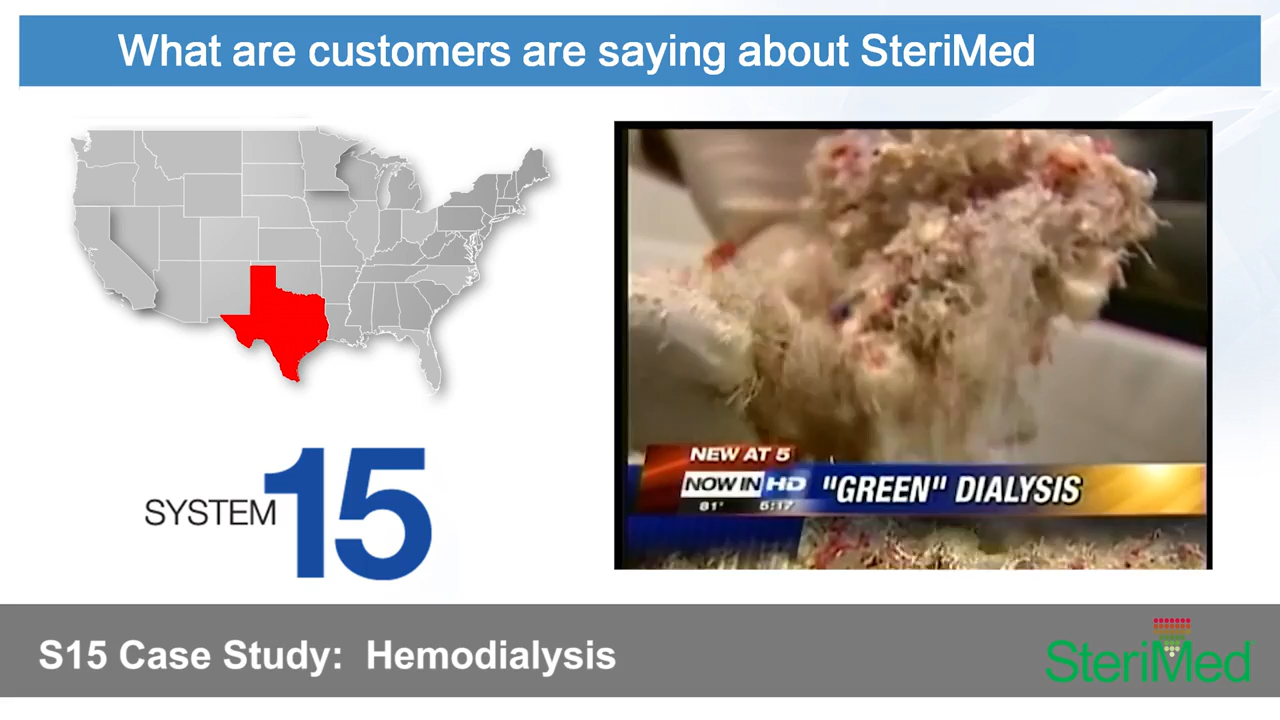 What are customers are saying about SteriMed
SYSTEM 15
NEW AT 5
NOW IN HD
"GREEN" DIALYSIS
81° 5:17
S15 Case Study: Hemodialysis
SteriMed